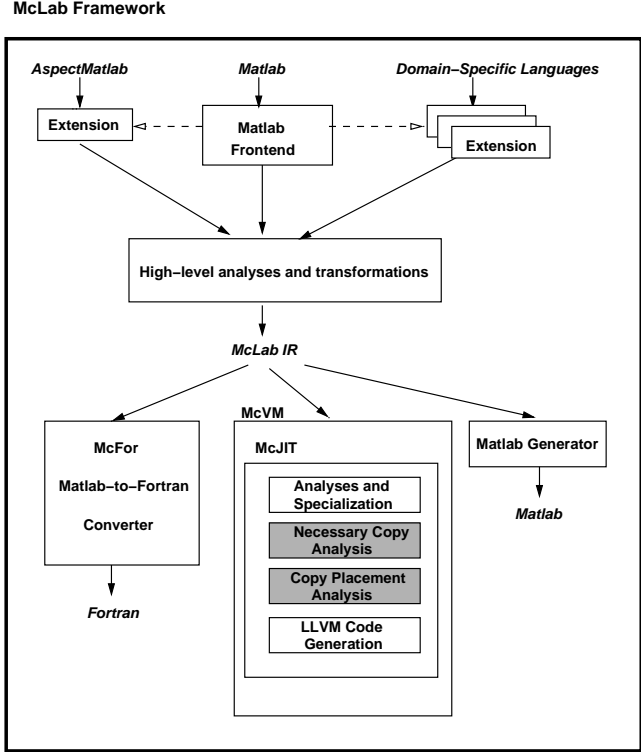 McLab Framework
AspectMatlab
Matlab
Domain–Specific Languages
Extension
Matlab
Frontend
Extension
High–level analyses and transformations
McLab IR
McFor
Matlab–to–Fortran
Converter
Fortran
McVM
McJIT
Analyses and
Specialization
Necessary Copy
Analysis
Copy Placement
Analysis
LLVM Code
Generation
Matlab Generator
Matlab